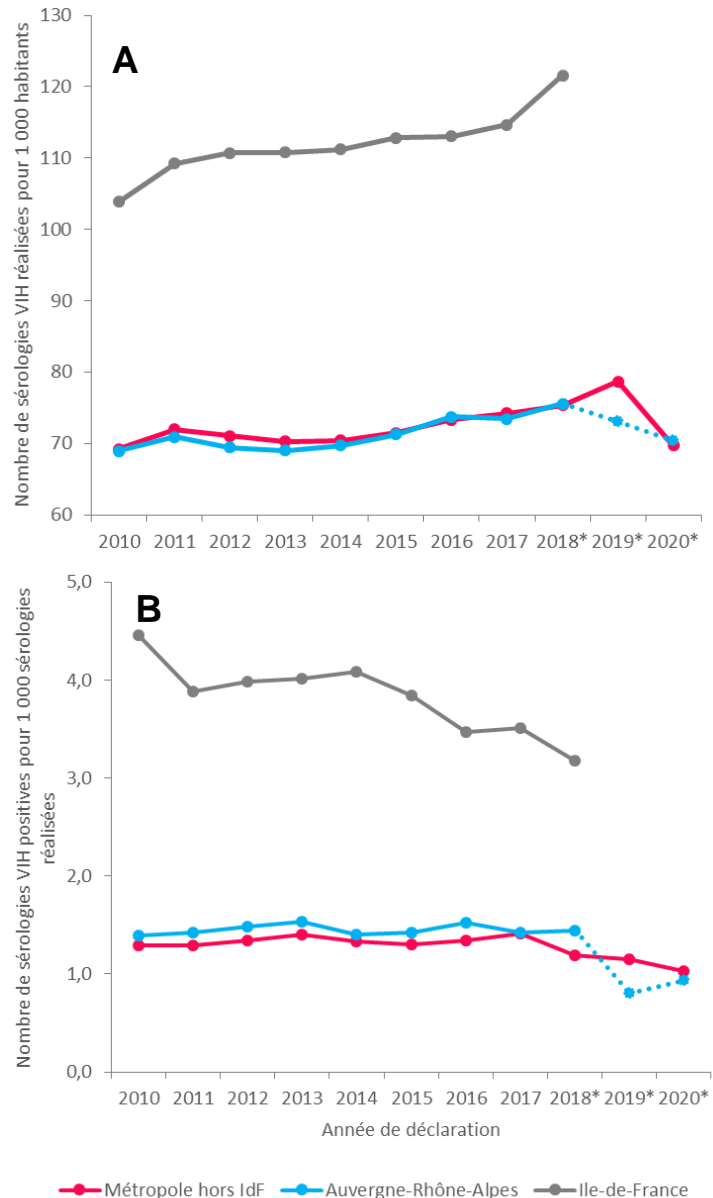 A
Nombre de sérologies VIH réalisées pour 1 000 habitants
130
120
110
100
90
80
70
60
2010 2011 2012 2013 2014 2015 2016 2017 2018* 2019* 2020*
B
Nombre de sérologies VIH positives pour 1 000 sérologies
réalisées
5,0
4,0
3,0
2,0
1,0
0,0
2010 2011 2012 2013 2014 2015 2016 2017 2018* 2019* 2020*
Année de déclaration
Métropole hors IdF Auvergne-Rhône-Alpes Ile-de-France